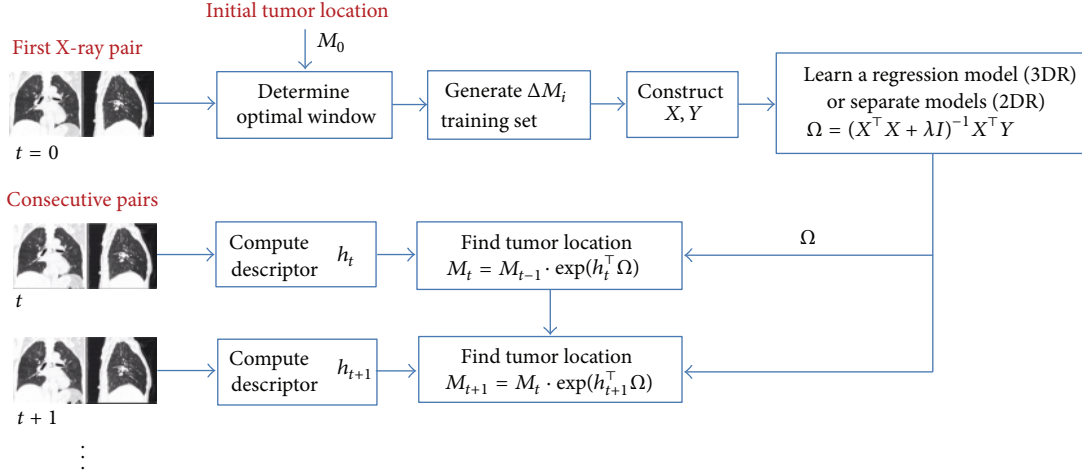 Initial tumor location
M₀
First X-ray pair
t = 0
Determine
optimal window
Generate ΔMᵢ
training set
Construct
X, Y
Learn a regression model (3DR)
or separate models (2DR)
Ω = (X⊤X + λI)⁻¹X⊤Y
Consecutive pairs
t
Compute
descriptor hₜ
Find tumor location
Mₜ = Mₜ₋₁ · exp(hₜ⊤Ω)
Ω
t + 1
Compute
descriptor hₜ₊₁
Find tumor location
Mₜ₊₁ = Mₜ · exp(hₜ₊₁⊤Ω)
⋮